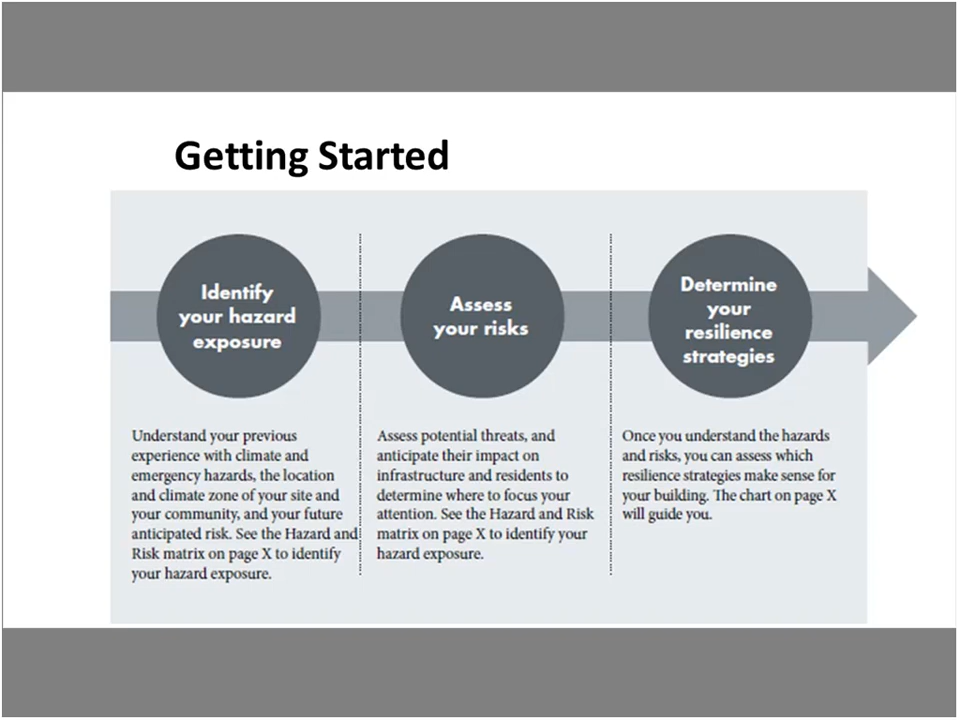 Getting Started
Identify
your hazard
exposure
Assess
your risks
Determine
your
resilience
strategies
Understand your previous
experience with climate and
emergency hazards, the location
and climate zone of your site and
your community, and your future
anticipated risk. See the Hazard and
Risk matrix on page X to identify
your hazard exposure.
Assess potential threats, and
anticipate their impact on
infrastructure and residents to
determine where to focus your
attention. See the Hazard and Risk
matrix on page X to identify your
hazard exposure.
Once you understand the hazards
and risks, you can assess which
resilience strategies make sense for
your building. The chart on page X
will guide you.